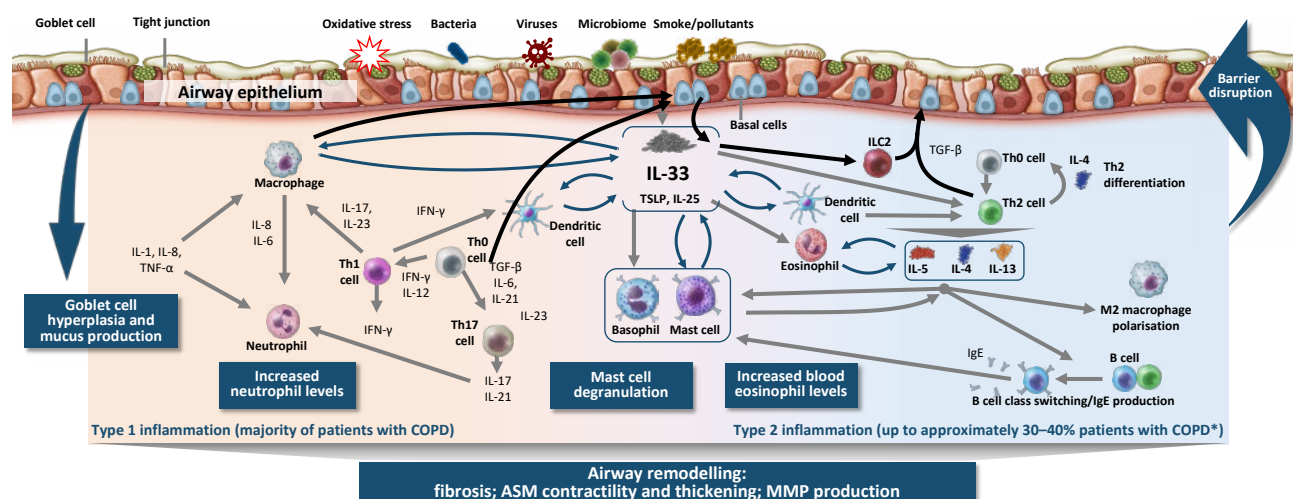 Goblet cell
Tight junction
Oxidative stress
Bacteria
Viruses
Microbiome
Smoke/pollutants
Airway epithelium
Barrier
disruption
Basal cells
Macrophage
IL-33
TSLP, IL-25
ILC2
TGF-β
Th0 cell
IL-4
Th2
differentiation
Th2 cell
Dendritic
cell
Dendritic
cell
Eosinophil
IL-5
IL-4
IL-13
IL-1, IL-8,
TNF-α
IL-8
IL-6
IL-17,
IL-23
IFN-γ
Th1
cell
IFN-γ
IL-12
Th0
cell
TGF-β
IL-6,
IL-21
IL-23
IFN-γ
Th17
cell
IL-17
IL-21
Neutrophil
Basophil
Mast cell
M2 macrophage
polarisation
IgE
B cell
B cell class switching/IgE production
Goblet cell
hyperplasia and
mucus production
Increased
neutrophil levels
Mast cell
degranulation
Increased blood
eosinophil levels
Type 1 inflammation (majority of patients with COPD)
Type 2 inflammation (up to approximately 30–40% patients with COPD*)
Airway remodelling:
fibrosis; ASM contractility and thickening; MMP production